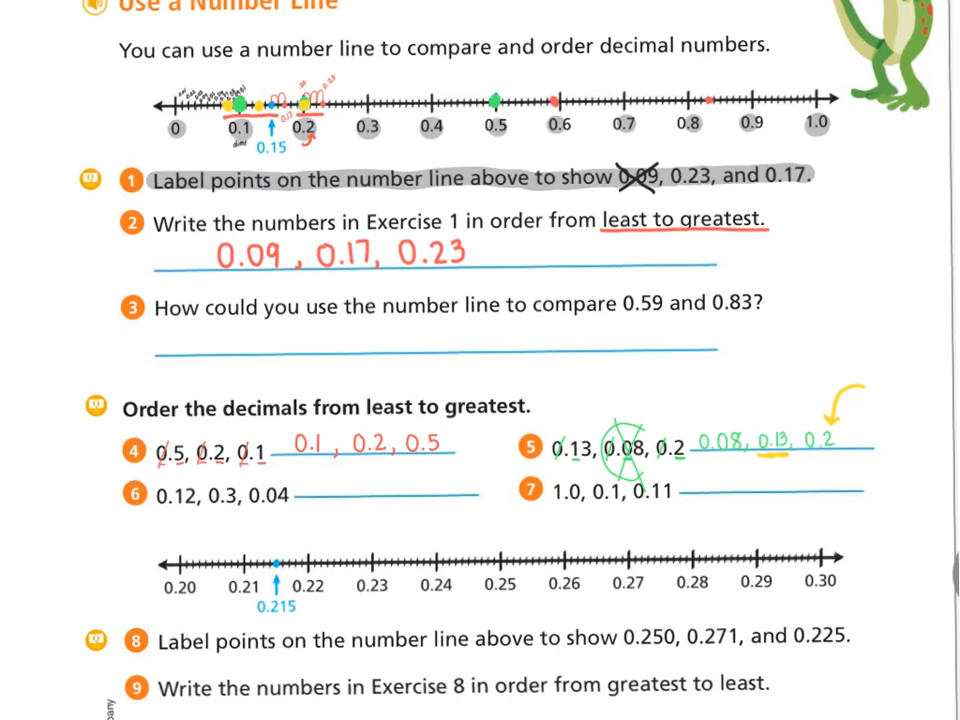 Use a Number Line
You can use a number line to compare and order decimal numbers.
0.23
0.17
0 0.1 0.2 0.3 0.4 0.5 0.6 0.7 0.8 0.9 1.0
0.15
1 Label points on the number line above to show 0.09, 0.23, and 0.17.
2 Write the numbers in Exercise 1 in order from least to greatest.
0.09, 0.17, 0.23
3 How could you use the number line to compare 0.59 and 0.83?
Order the decimals from least to greatest.
4 0.5, 0.2, 0.1 0.1, 0.2, 0.5
5 0.13, 0.08, 0.2 0.08, 0.13, 0.2
6 0.12, 0.3, 0.04
7 1.0, 0.1, 0.11
0.20 0.21 0.22 0.23 0.24 0.25 0.26 0.27 0.28 0.29 0.30
0.215
8 Label points on the number line above to show 0.250, 0.271, and 0.225.
9 Write the numbers in Exercise 8 in order from greatest to least.
pany